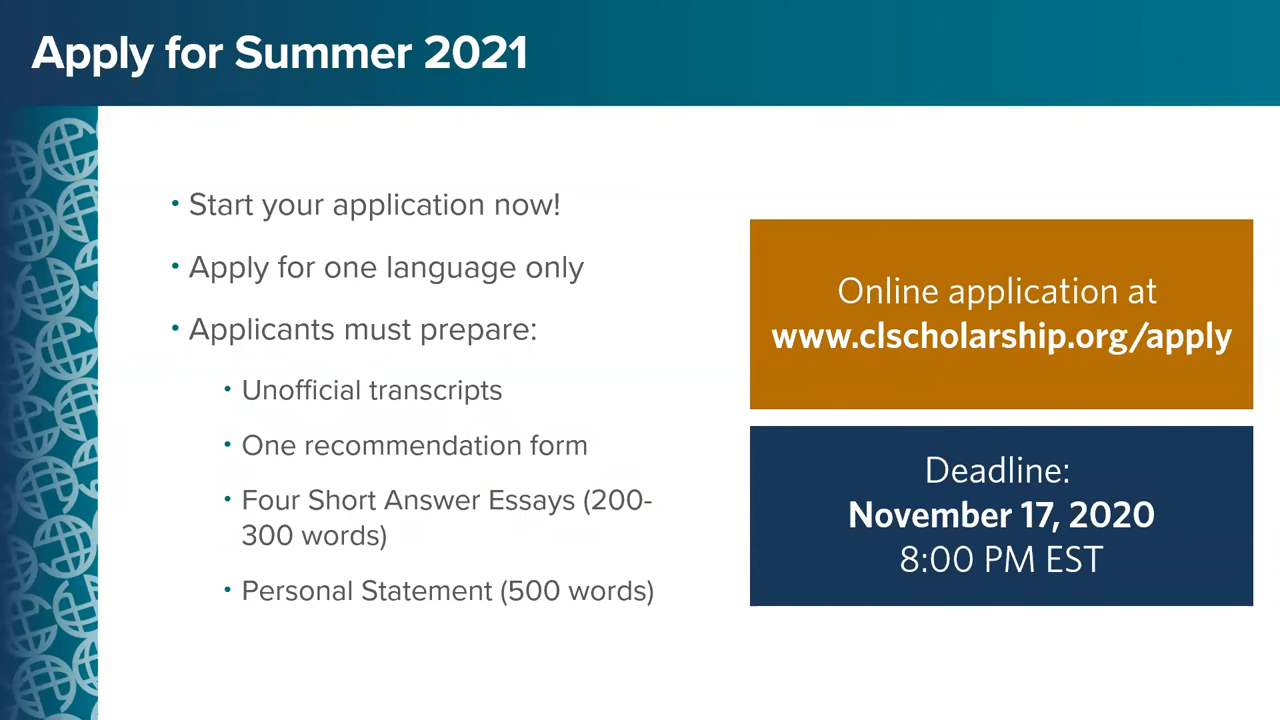 Apply for Summer 2021
• Start your application now!
• Apply for one language only
• Applicants must prepare:
• Unofficial transcripts
• One recommendation form
• Four Short Answer Essays (200-
300 words)
• Personal Statement (500 words)
Online application at
www.clscholarship.org/apply
Deadline:
November 17, 2020
8:00 PM EST